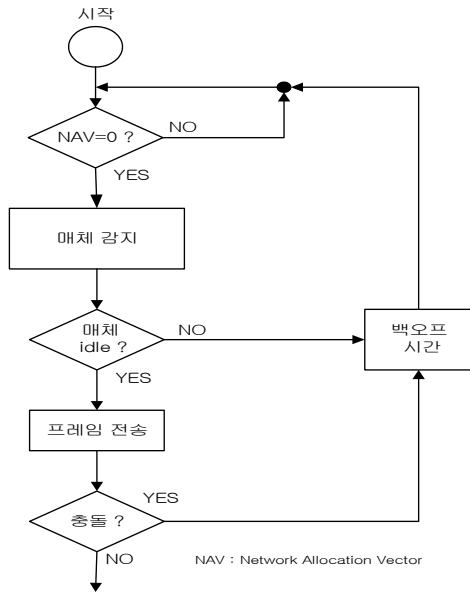 시작
NAV=0 ?
NO
YES
매체 감지
매체
idle ?
NO
백오프
시간
YES
프레임 전송
YES
충돌 ?
NO
NAV : Network Allocation Vector